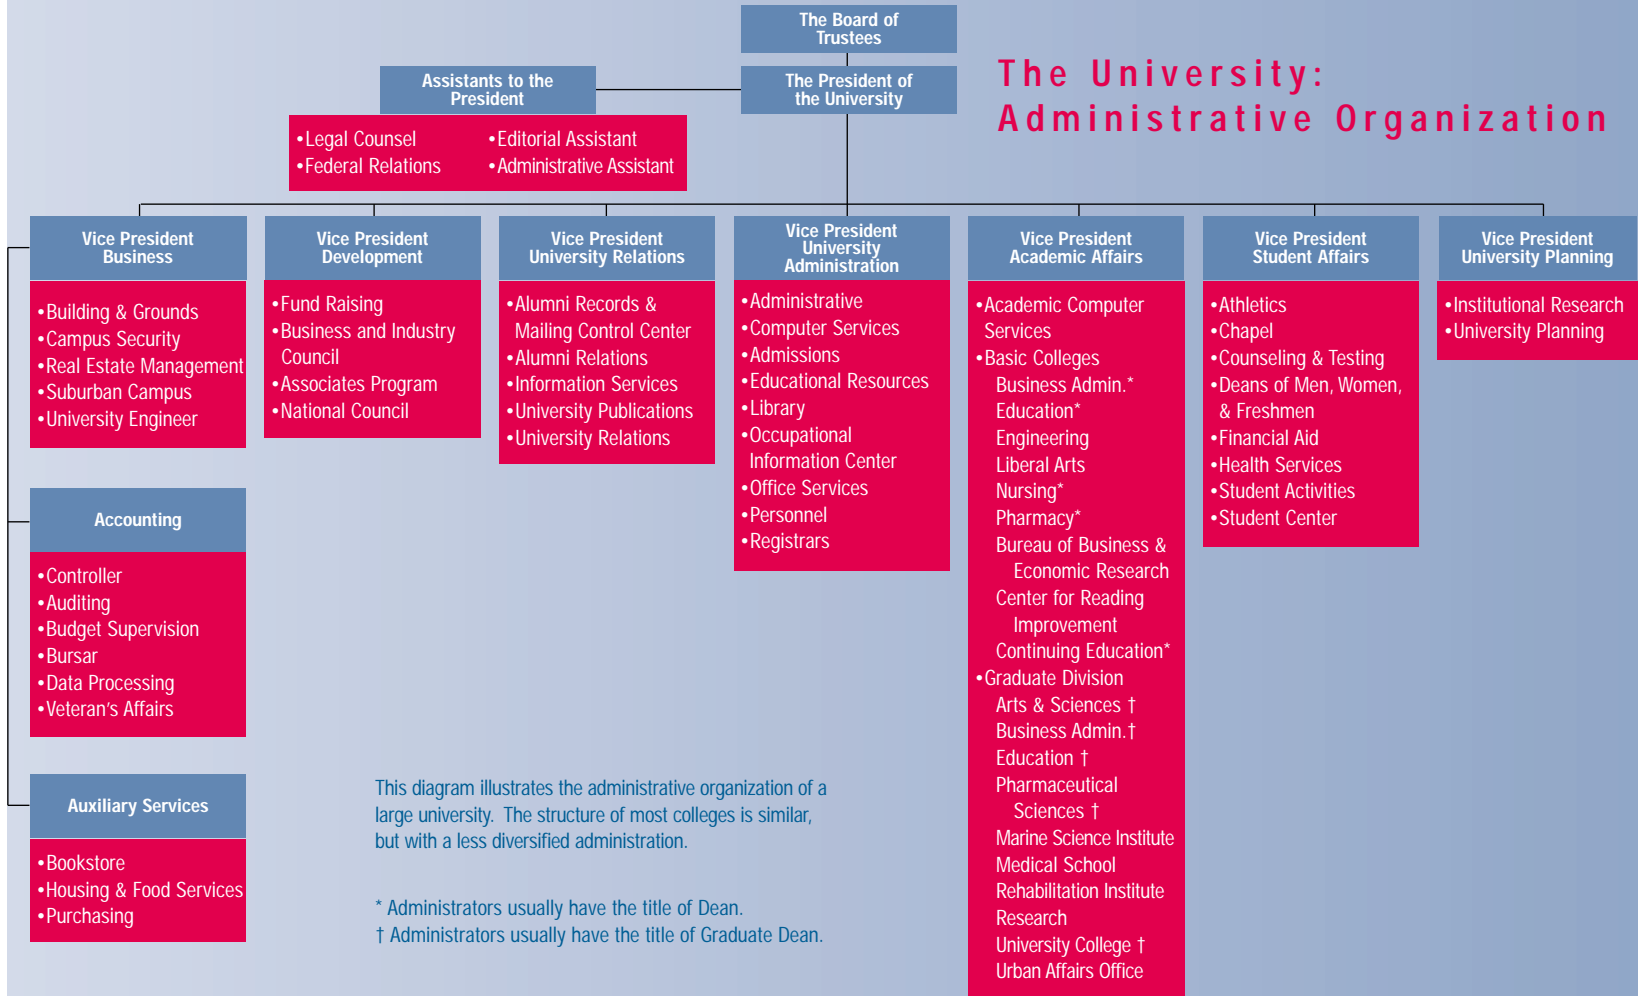 The Board of
Trustees
Assistants to the
President
The President of
the University
The University:
Administrative Organization
•Legal Counsel
•Federal Relations
•Editorial Assistant
•Administrative Assistant
Vice President
Business
•Building & Grounds
•Campus Security
•Real Estate Management
•Suburban Campus
•University Engineer
Accounting
•Controller
•Auditing
•Budget Supervision
•Bursar
•Data Processing
•Veteran's Affairs
Auxiliary Services
•Bookstore
•Housing & Food Services
•Purchasing
Vice President
Development
•Fund Raising
•Business and Industry
Council
•Associates Program
•National Council
Vice President
University Relations
•Alumni Records &
Mailing Control Center
•Alumni Relations
•Information Services
•University Publications
•University Relations
Vice President
University
Administration
•Administrative
•Computer Services
•Admissions
•Educational Resources
•Library
•Occupational
Information Center
•Office Services
•Personnel
•Registrars
Vice President
Academic Affairs
•Academic Computer
Services
•Basic Colleges
Business Admin.*
Education*
Engineering
Liberal Arts
Nursing*
Pharmacy*
Bureau of Business &
Economic Research
Center for Reading
Improvement
Continuing Education*
•Graduate Division
Arts & Sciences †
Business Admin.†
Education †
Pharmaceutical
Sciences †
Marine Science Institute
Medical School
Rehabilitation Institute
Research
University College †
Urban Affairs Office
Vice President
Student Affairs
•Athletics
•Chapel
•Counseling & Testing
•Deans of Men, Women,
& Freshmen
•Financial Aid
•Health Services
•Student Activities
•Student Center
Vice President
University Planning
•Institutional Research
•University Planning
This diagram illustrates the administrative organization of a
large university. The structure of most colleges is similar,
but with a less diversified administration.
* Administrators usually have the title of Dean.
† Administrators usually have the title of Graduate Dean.